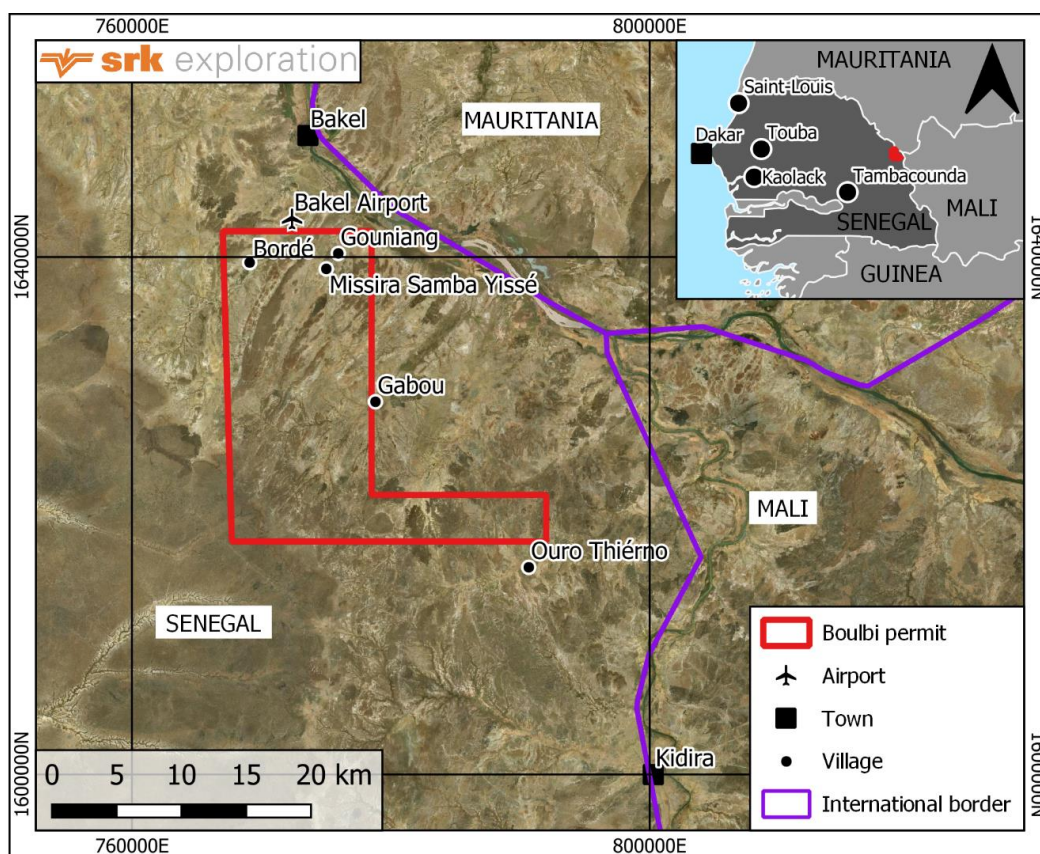 760000E
800000E
srk exploration
Bakel
MAURITANIA
Bakel Airport
Bordé
Gouniang
Missira Samba Yissé
Gabou
MALI
Ouro Thiérno
SENEGAL
Kidira
1640000N
1600000N
MAURITANIA
Saint-Louis
Dakar
Touba
Kaolack
Tambacounda
SENEGAL
MALI
GUINEA
1640000N
1600000N
Boulbi permit
Airport
Town
Village
International border
0 5 10 15 20 km
760000E
800000E